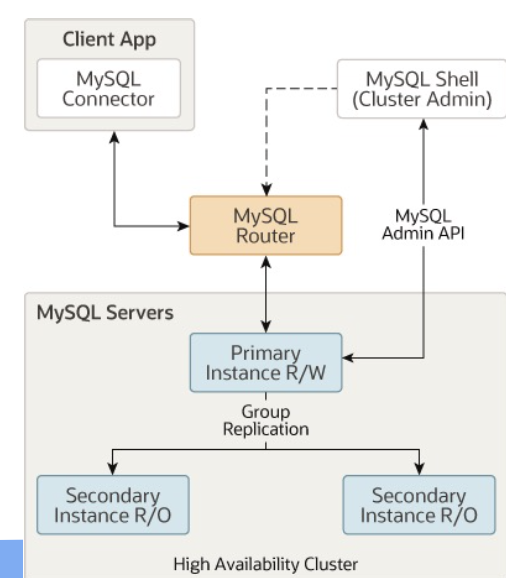 Client App
MySQL
Connector
MySQL Shell
(Cluster Admin)
MySQL
Router
MySQL
Admin API
MySQL Servers
Primary
Instance R/W
Group
Replication
Secondary
Instance R/O
Secondary
Instance R/O
High Availability Cluster